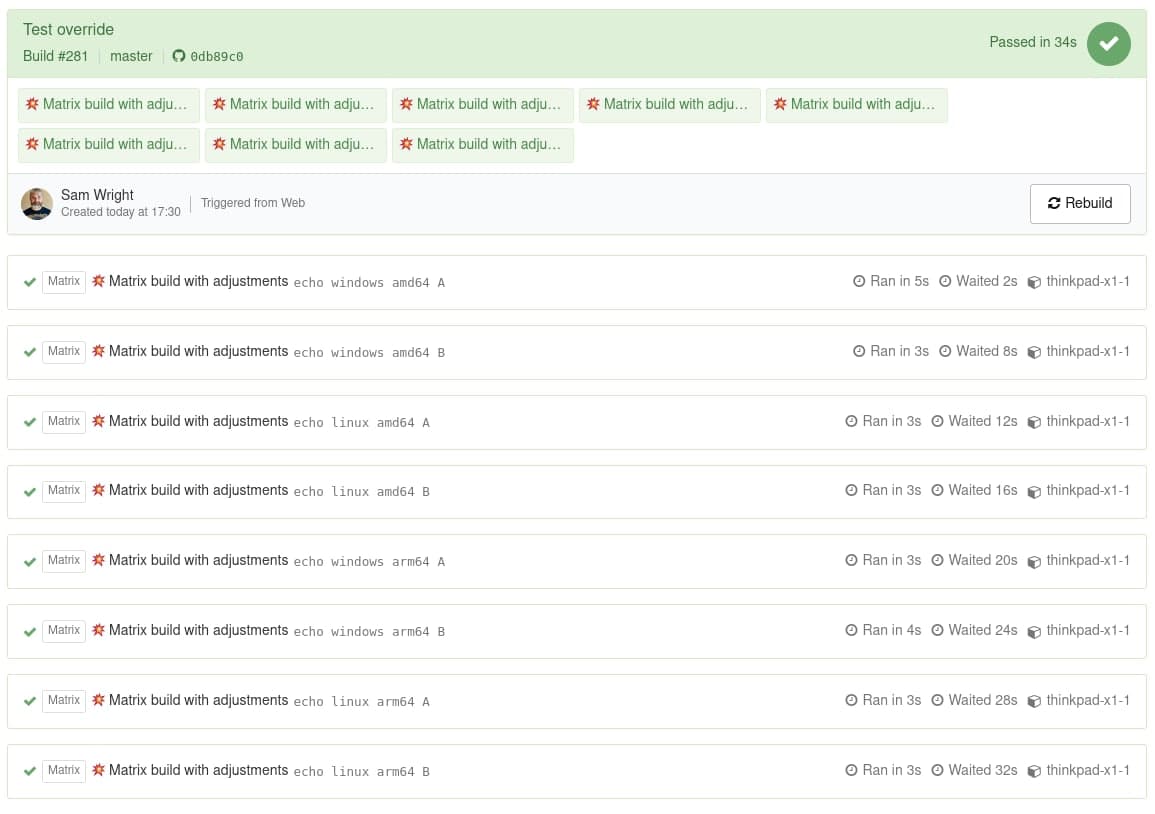 Test override
Build #281 master 0db89c0 Passed in 34s
Matrix build with adju... Matrix build with adju... Matrix build with adju... Matrix build with adju... Matrix build with adju...
Matrix build with adju... Matrix build with adju... Matrix build with adju...
Sam Wright
Created today at 17:30 Triggered from Web Rebuild
Matrix Matrix build with adjustments echo windows amd64 A Ran in 5s Waited 2s thinkpad-x1-1
Matrix Matrix build with adjustments echo windows amd64 B Ran in 3s Waited 8s thinkpad-x1-1
Matrix Matrix build with adjustments echo linux amd64 A Ran in 3s Waited 12s thinkpad-x1-1
Matrix Matrix build with adjustments echo linux amd64 B Ran in 3s Waited 16s thinkpad-x1-1
Matrix Matrix build with adjustments echo windows arm64 A Ran in 3s Waited 20s thinkpad-x1-1
Matrix Matrix build with adjustments echo windows arm64 B Ran in 4s Waited 24s thinkpad-x1-1
Matrix Matrix build with adjustments echo linux arm64 A Ran in 3s Waited 28s thinkpad-x1-1
Matrix Matrix build with adjustments echo linux arm64 B Ran in 3s Waited 32s thinkpad-x1-1